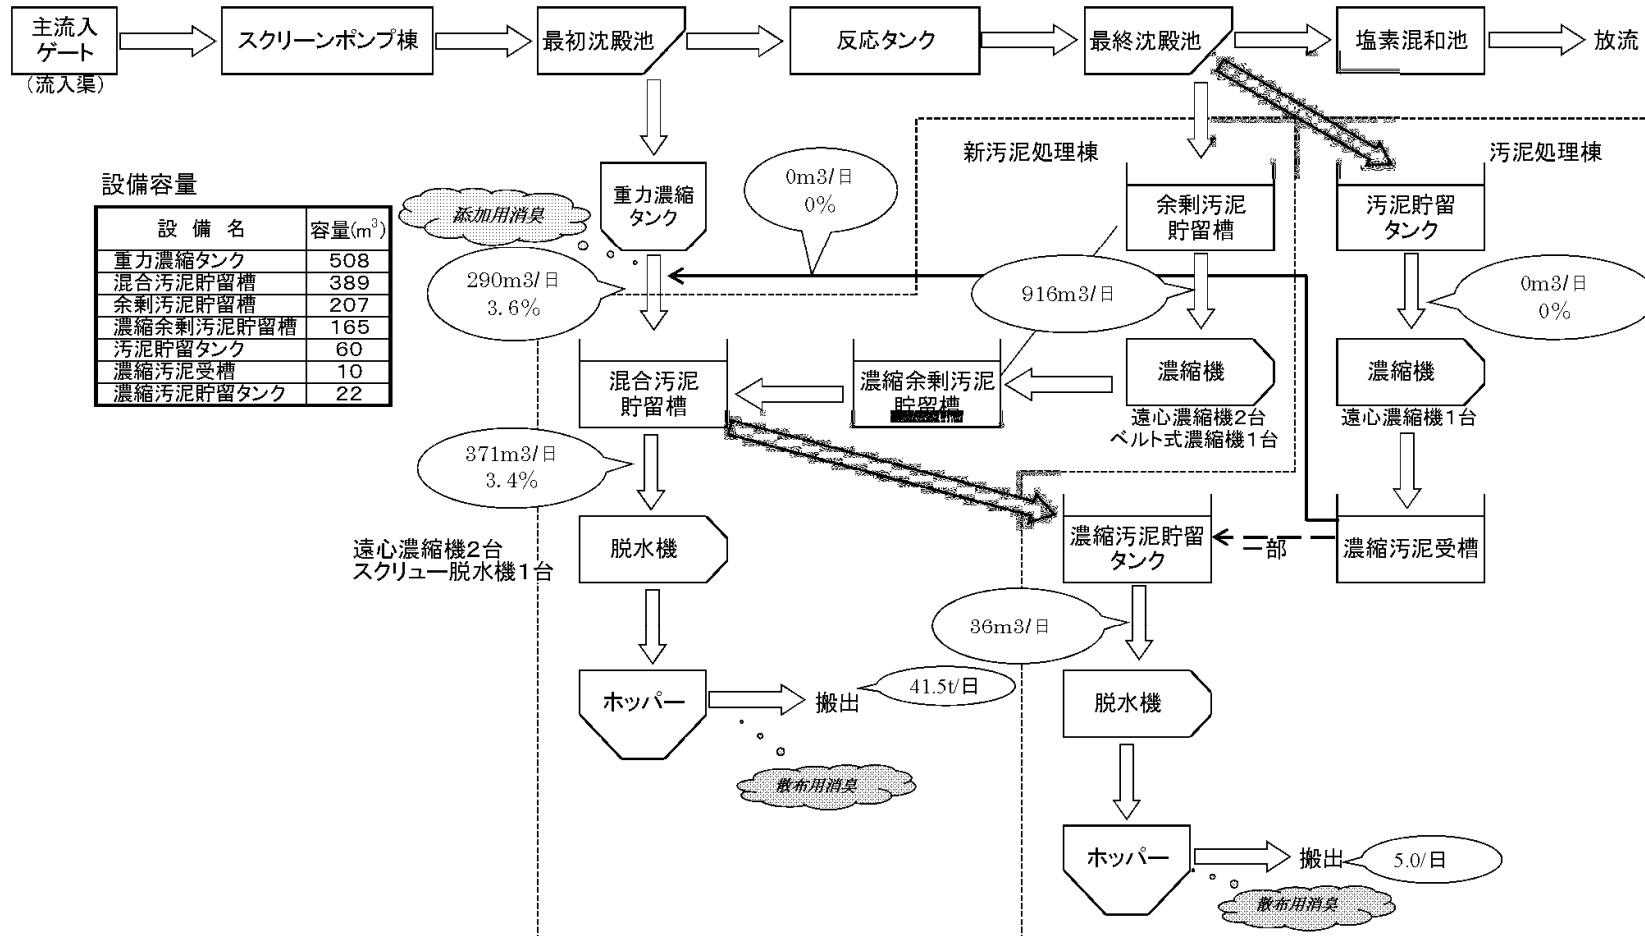 主流入
ゲート
(流入渠)
スクリーンポンプ棟
最初沈殿池
反応タンク
最終沈殿池
塩素混和池
放流
新汚泥処理棟
汚泥処理棟
設備容量
設 備 名 容量(m³)
重力濃縮タンク 508
混合汚泥貯留槽 389
余剰汚泥貯留槽 207
濃縮余剰汚泥貯留槽 165
汚泥貯留タンク 60
濃縮汚泥受槽 10
濃縮汚泥貯留タンク 22
添加用消臭
重力濃縮
タンク
0m3/日
0%
余剰汚泥
貯留槽
汚泥貯留
タンク
290m3/日
3.6%
916m3/日
0m3/日
0%
混合汚泥
貯留槽
濃縮余剰汚泥
貯留槽
濃縮機
遠心濃縮機2台
ベルト式濃縮機1台
濃縮機
遠心濃縮機1台
371m3/日
3.4%
遠心濃縮機2台
スクリュー脱水機1台
脱水機
濃縮汚泥貯留
タンク
一部
濃縮汚泥受槽
36m3/日
ホッパー
搬出
41.5t/日
散布用消臭
脱水機
ホッパー
搬出
5.0/日
散布用消臭